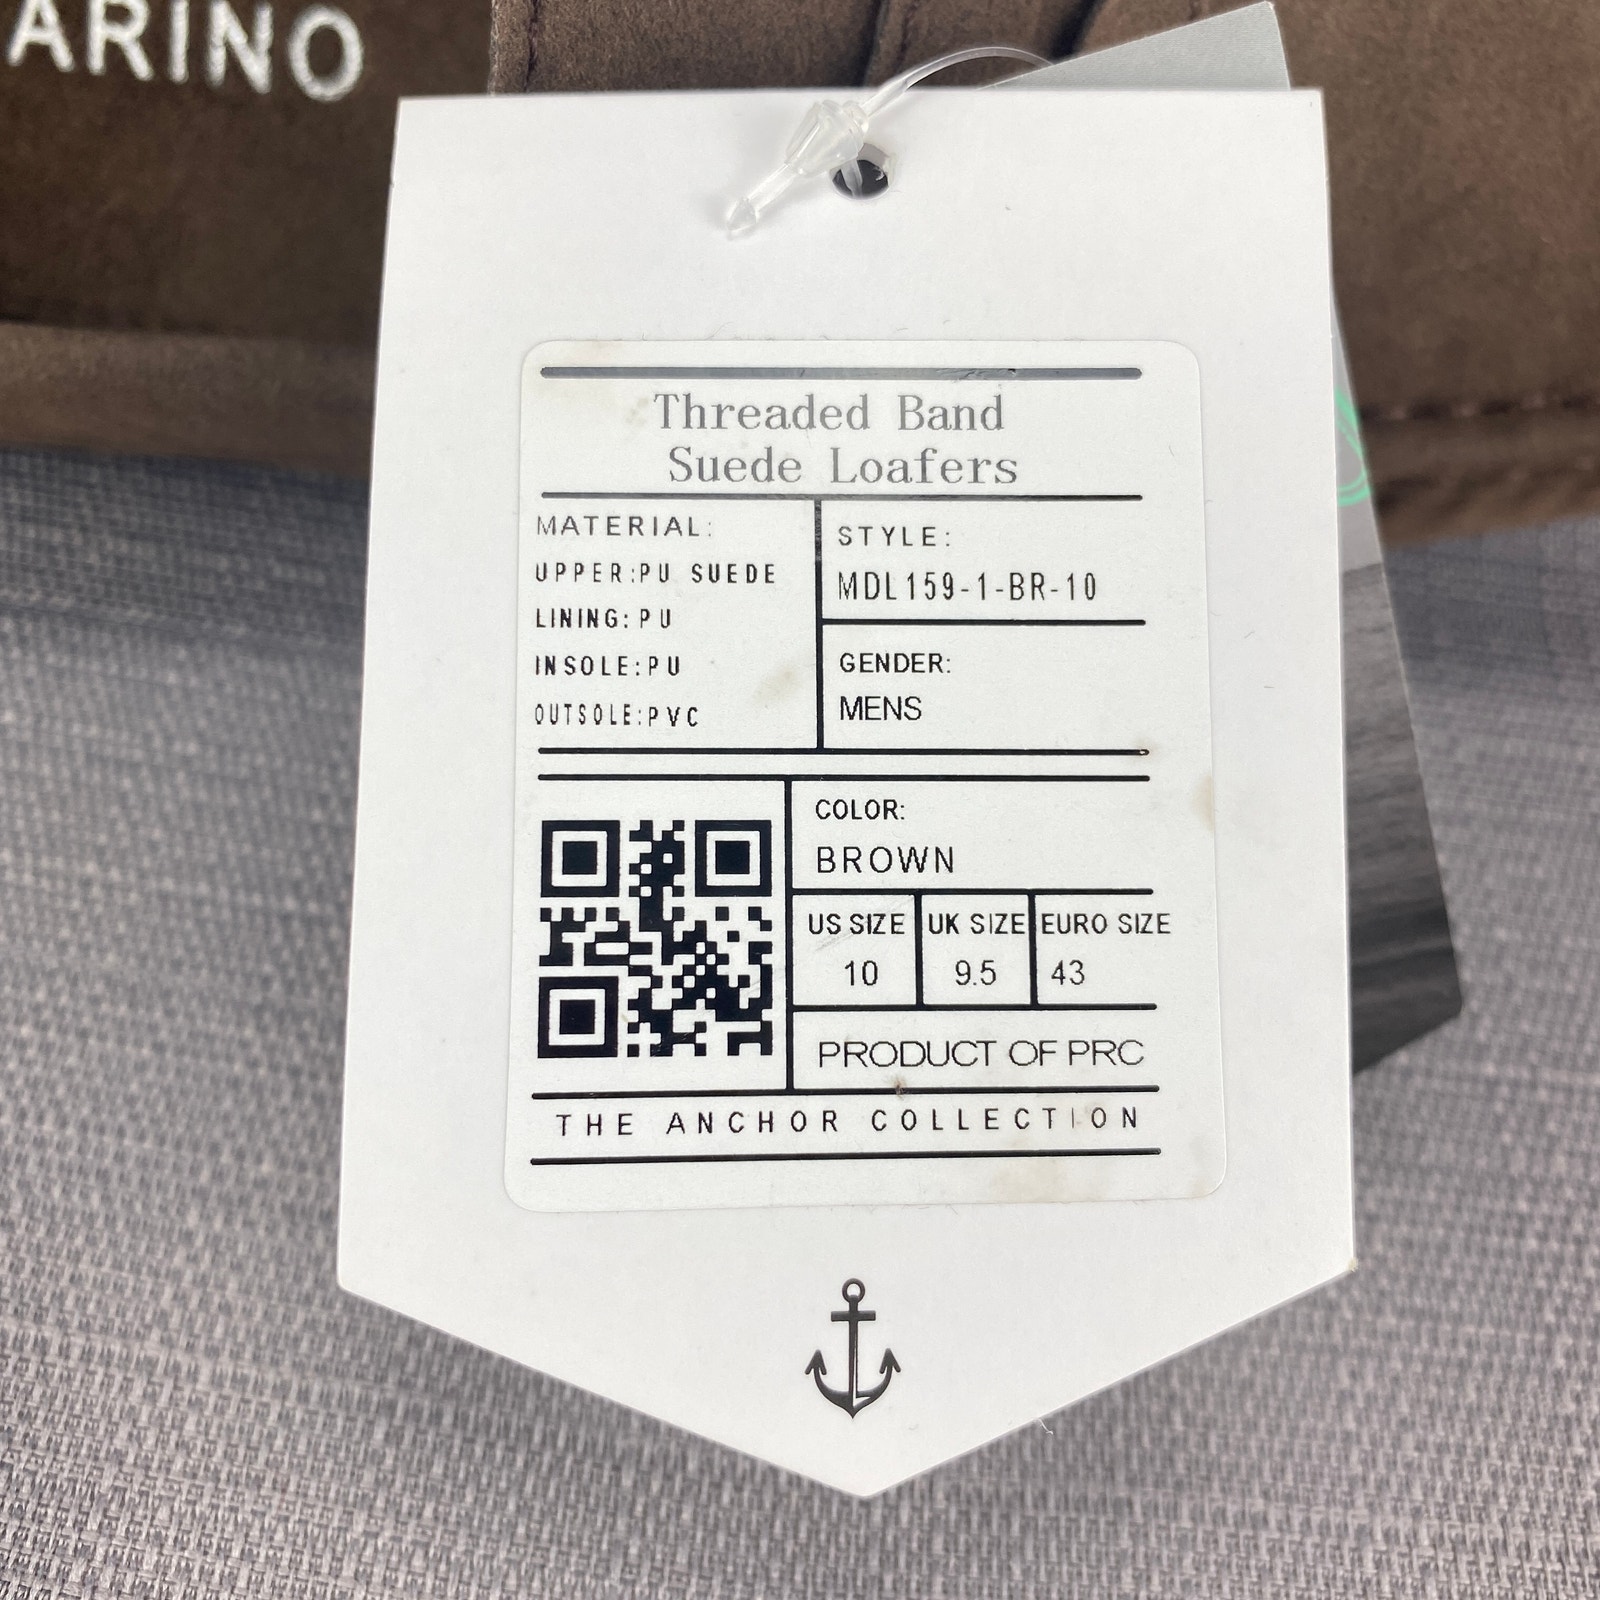 ARINO
Threaded Band
Suede Loafers
MATERIAL:
UPPER:PU SUEDE
LINING:PU
INSOLE:PU
OUTSOLE:PVC
STYLE:
MDL159-1-BR-10
GENDER:
MENS
COLOR:
BROWN
US SIZE UK SIZE EURO SIZE
10 9.5 43
PRODUCT OF PRC
THE ANCHOR COLLECTION